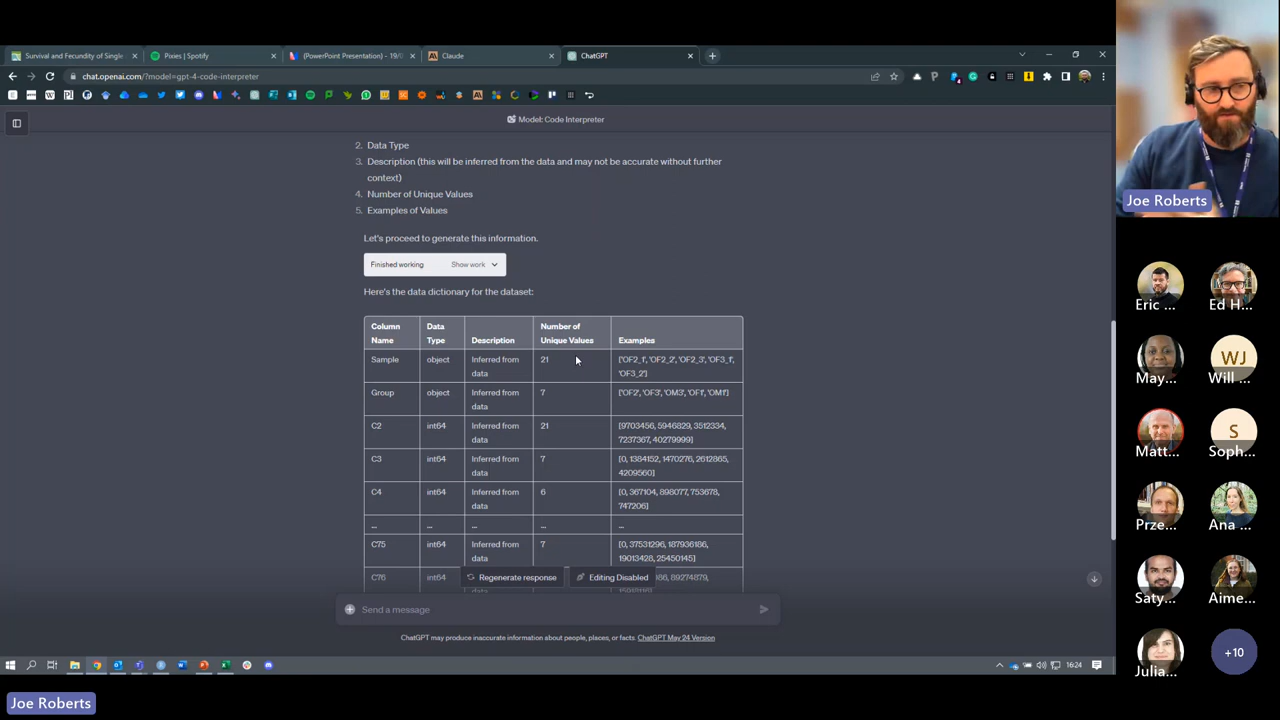 Survival and Fecundity of Single
Pixies | Spotify
(PowerPoint Presentation) - 19/0
Claude
ChatGPT
chat.openai.com/?model=gpt-4-code-interpreter
Model: Code Interpreter
2. Data Type
3. Description (this will be inferred from the data and may not be accurate without further
context)
4. Number of Unique Values
5. Examples of Values
Let's proceed to generate this information.
Finished working Show work
Here's the data dictionary for the dataset:
Column Name Data Type Description Number of Unique Values Examples
Sample object Inferred from data 21 ['OF2_1', 'OF2_2', 'OF2_3', 'OF3_1', 'OF3_2']
Group object Inferred from data 7 ['OF2', 'OF3', 'OM3', 'OF1', 'OM1']
C2 int64 Inferred from data 21 [9703456, 5946829, 3512334, 7237367, 40279999]
C3 int64 Inferred from data 7 [0, 1384152, 1470276, 2612865, 4209560]
C4 int64 Inferred from data 6 [0, 367104, 898077, 753678, 747206]
... ... ... ... ...
C75 int64 Inferred from data 7 [0, 37531296, 187936186, 19013428, 25450145]
C76 int64 Inferred from
Regenerate response
Editing Disabled
Send a message
ChatGPT may produce inaccurate information about people, places, or facts. ChatGPT May 24 Version
16:24
Joe Roberts
Eric ...
Ed H...
May...
WJ
Will ...
Matt...
S
Soph...
Prze...
Ana ...
Saty...
Aime...
Julia...
+10
Joe Roberts